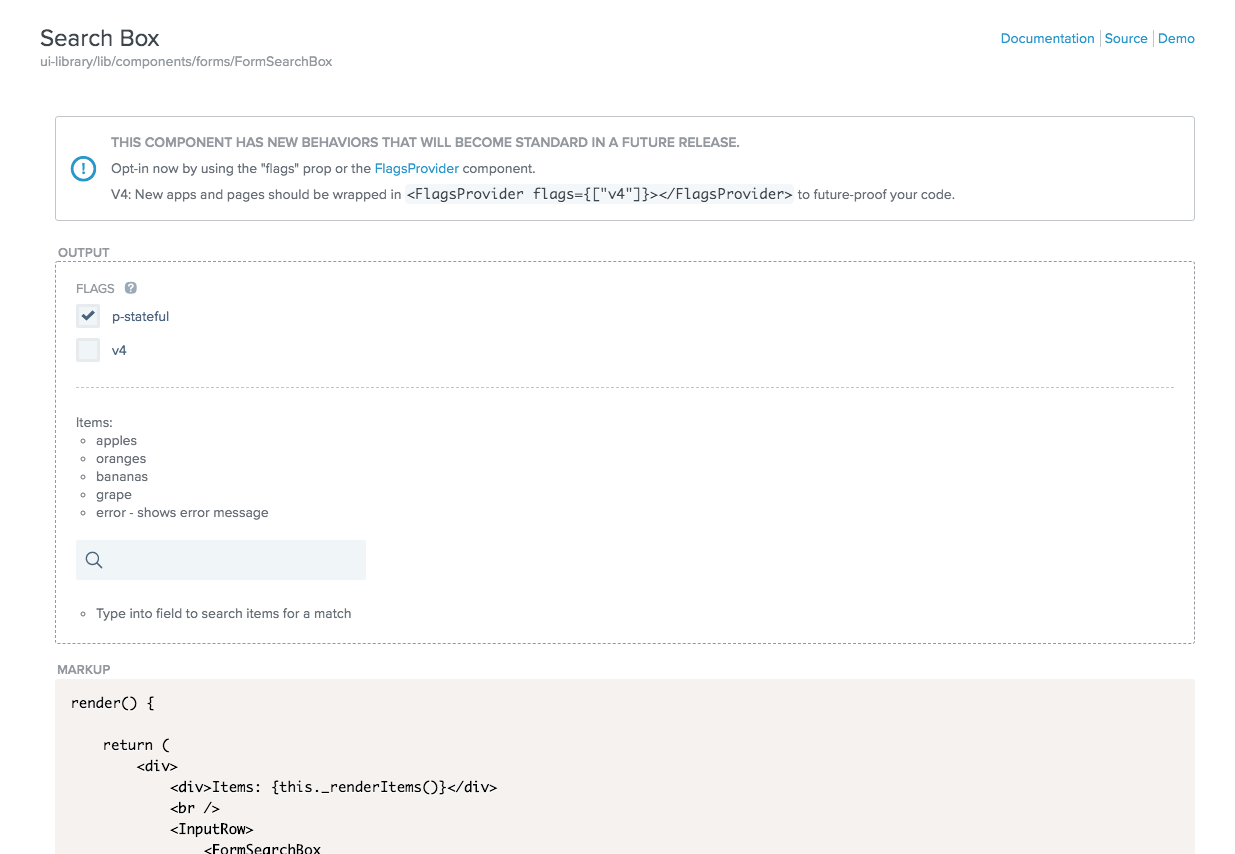 Search Box
Documentation Source Demo
ui-library/lib/components/forms/FormSearchBox
THIS COMPONENT HAS NEW BEHAVIORS THAT WILL BECOME STANDARD IN A FUTURE RELEASE.
Opt-in now by using the "flags" prop or the FlagsProvider component.
V4: New apps and pages should be wrapped in <FlagsProvider flags={["v4"]}></FlagsProvider> to future-proof your code.
OUTPUT
FLAGS ?
p-stateful
v4
Items:
apples
oranges
bananas
grape
error - shows error message
Type into field to search items for a match
MARKUP
render() {
return (
<div>
<div>Items: {this._renderItems()}</div>
<br />
<InputRow>
<FormSearchBox